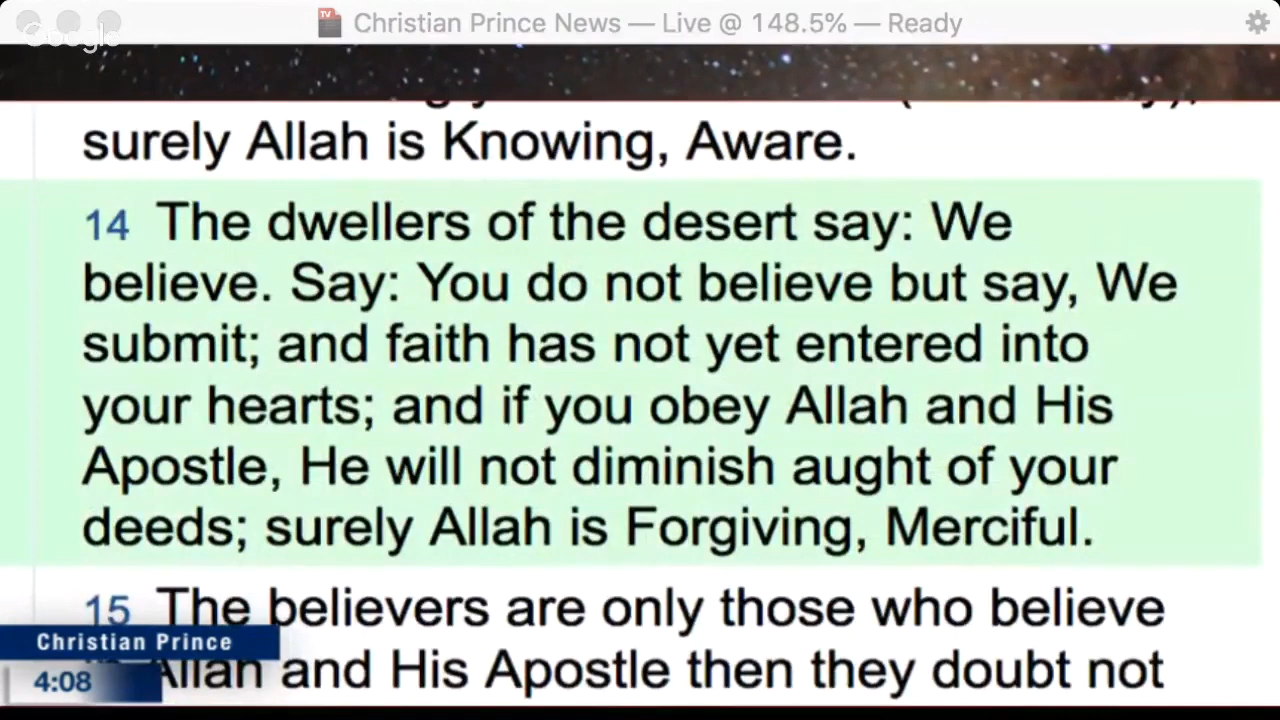 Christian Prince News — Live @ 148.5% — Ready
Google
surely Allah is Knowing, Aware.
14 The dwellers of the desert say: We
believe. Say: You do not believe but say, We
submit; and faith has not yet entered into
your hearts; and if you obey Allah and His
Apostle, He will not diminish aught of your
deeds; surely Allah is Forgiving, Merciful.
15 The believers are only those who believe
Christian Prince
Allah and His Apostle then they doubt not
4:08